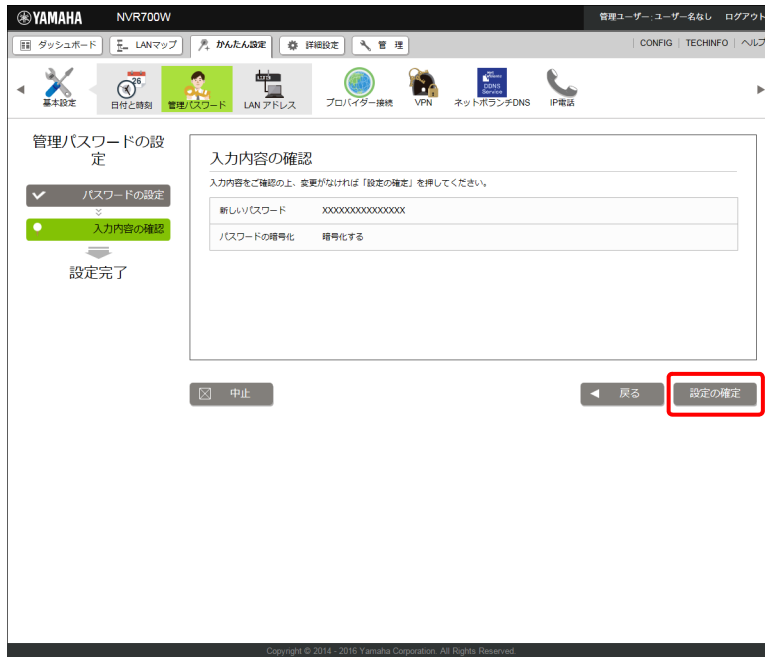 YAMAHA NVR700W 管理ユーザー: ユーザー名なし ログアウト
ダッシュボード LANマップ かんたん設定 詳細設定 管 理 CONFIG TECHINFO ヘルプ
26
DDNS
Service
基本設定 日付と時刻 管理パスワード LAN アドレス プロバイダー接続 VPN ネットボランチDNS IP電話
管理パスワードの設
定
パスワードの設定
入力内容の確認
設定完了
入力内容の確認
入力内容をご確認の上、変更がなければ「設定の確定」を押してください。
新しいパスワード XXXXXXXXXXXXXXX
パスワードの暗号化 暗号化する
中止 戻る 設定の確定
Copyright © 2014 - 2016 Yamaha Corporation. All Rights Reserved.